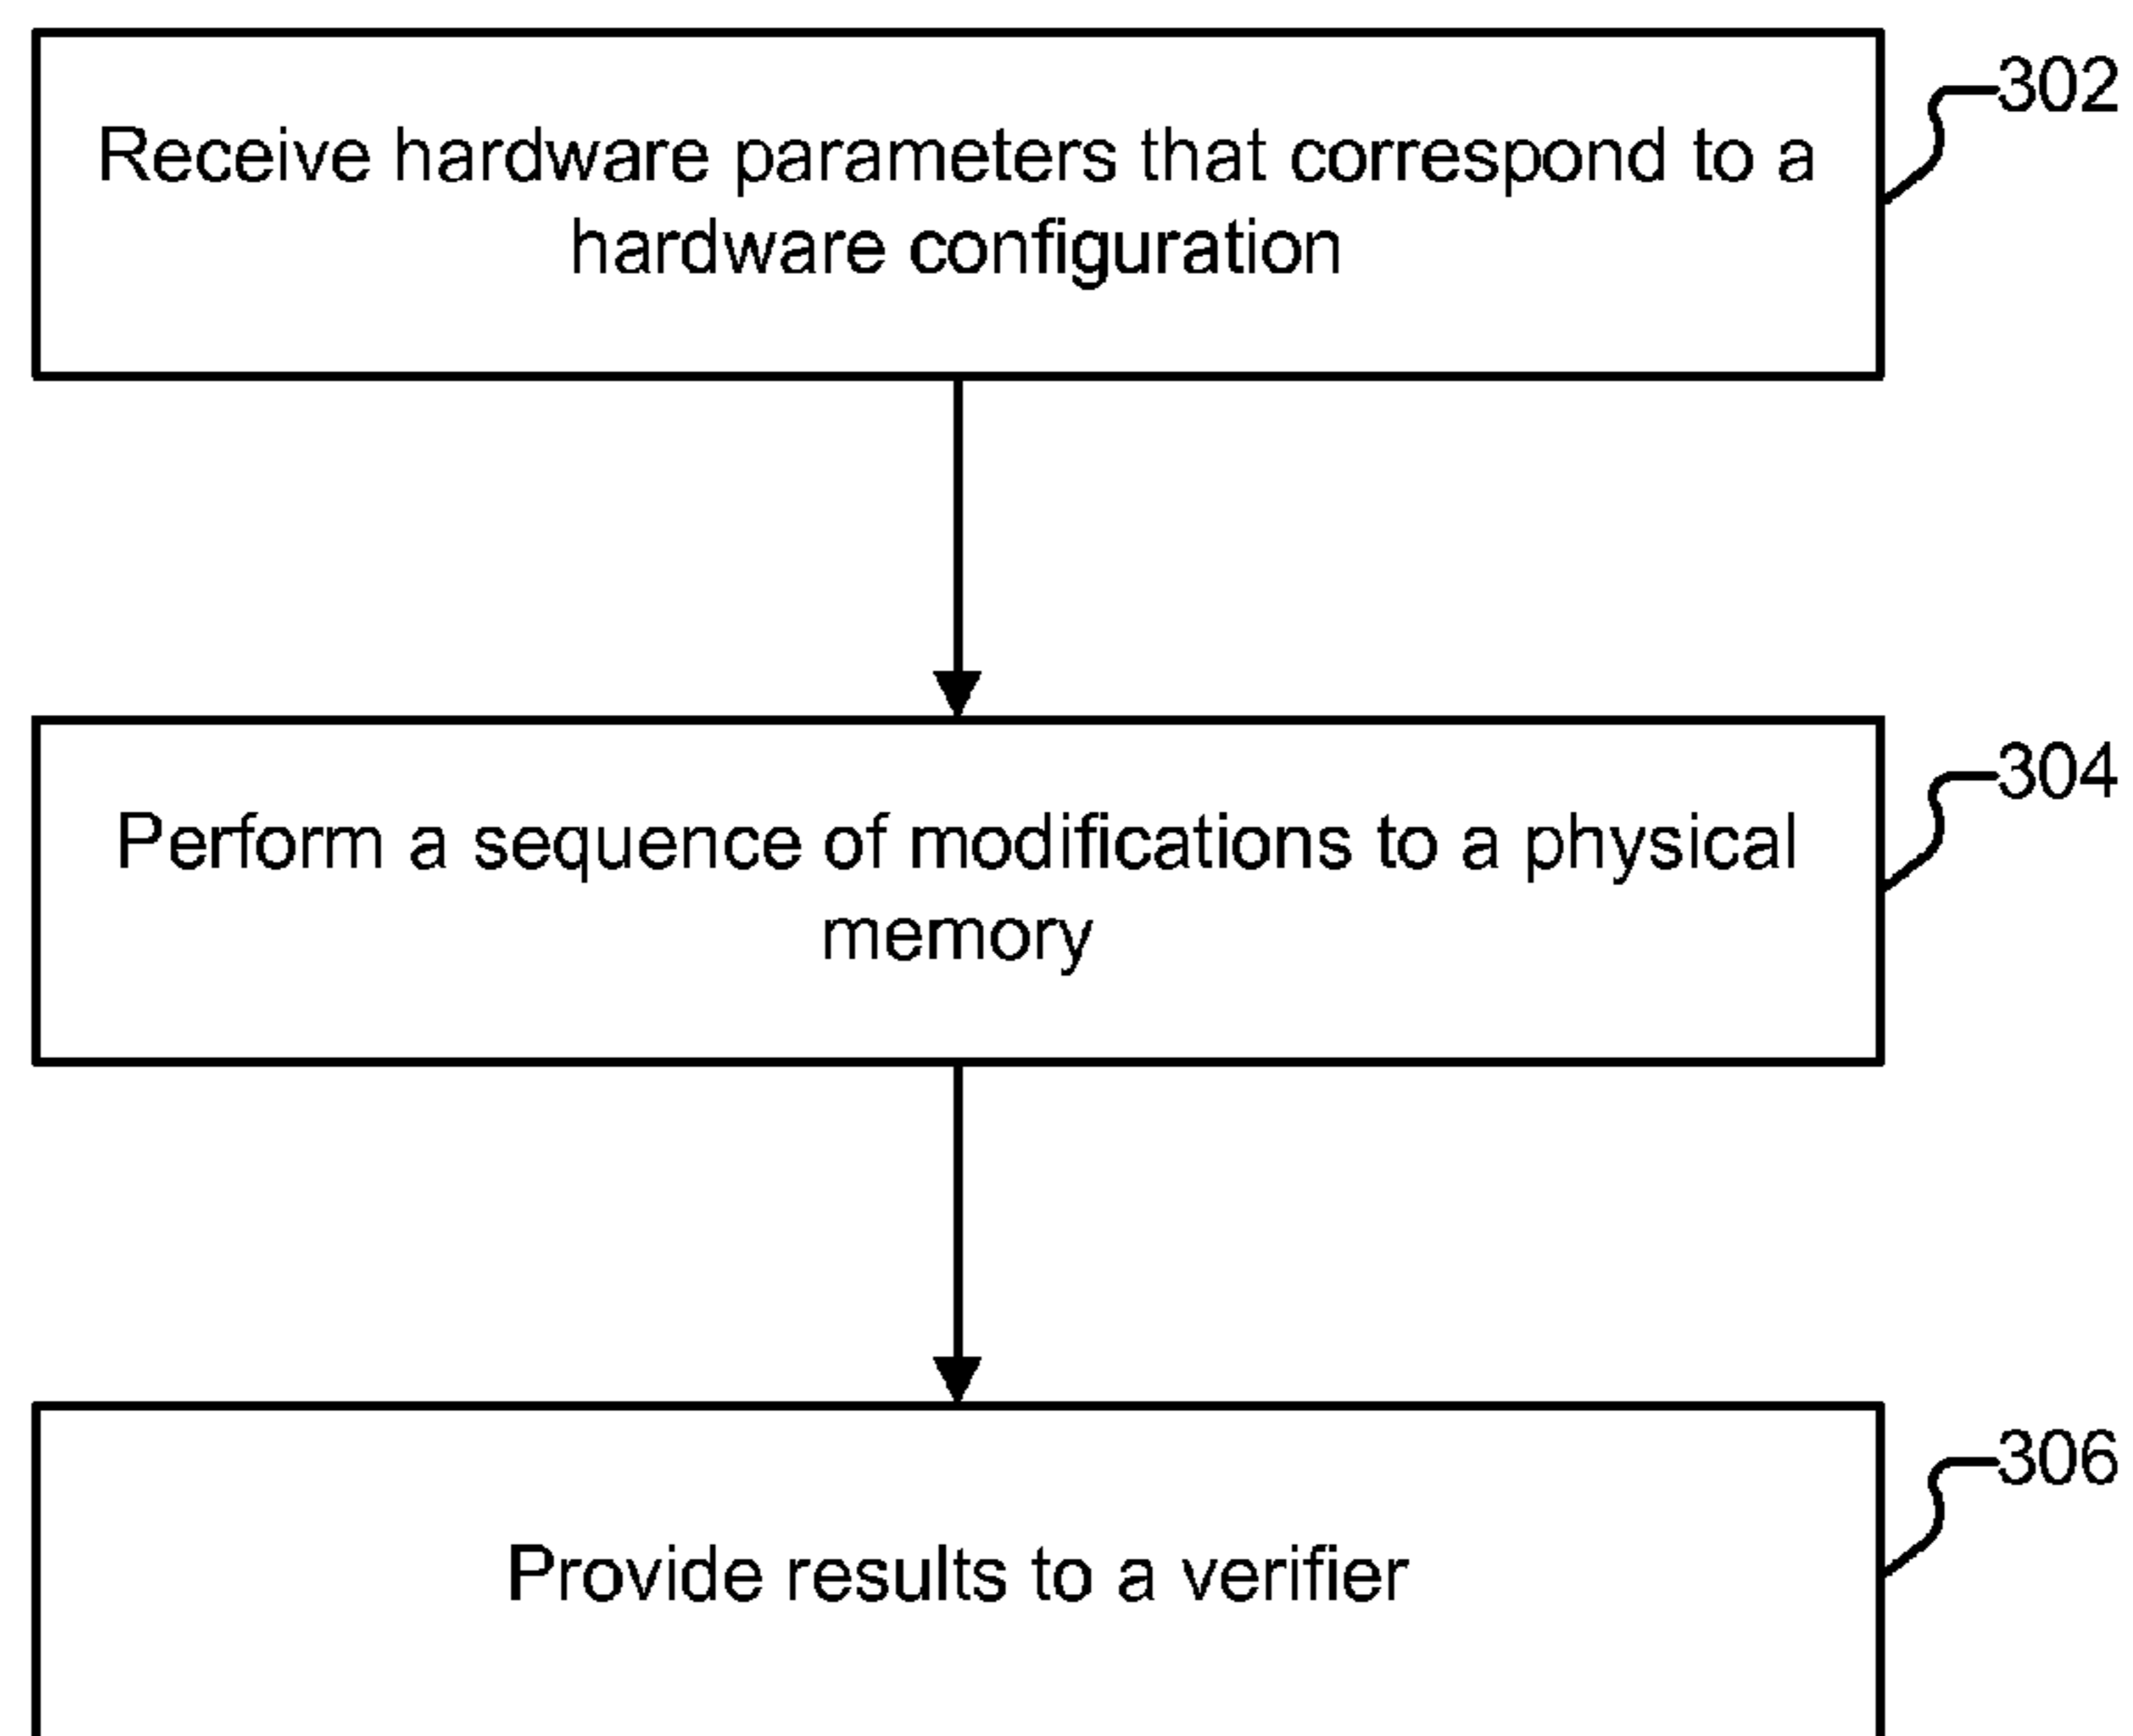 302
Receive hardware parameters that correspond to a
hardware configuration
304
Perform a sequence of modifications to a physical
memory
306
Provide results to a verifier